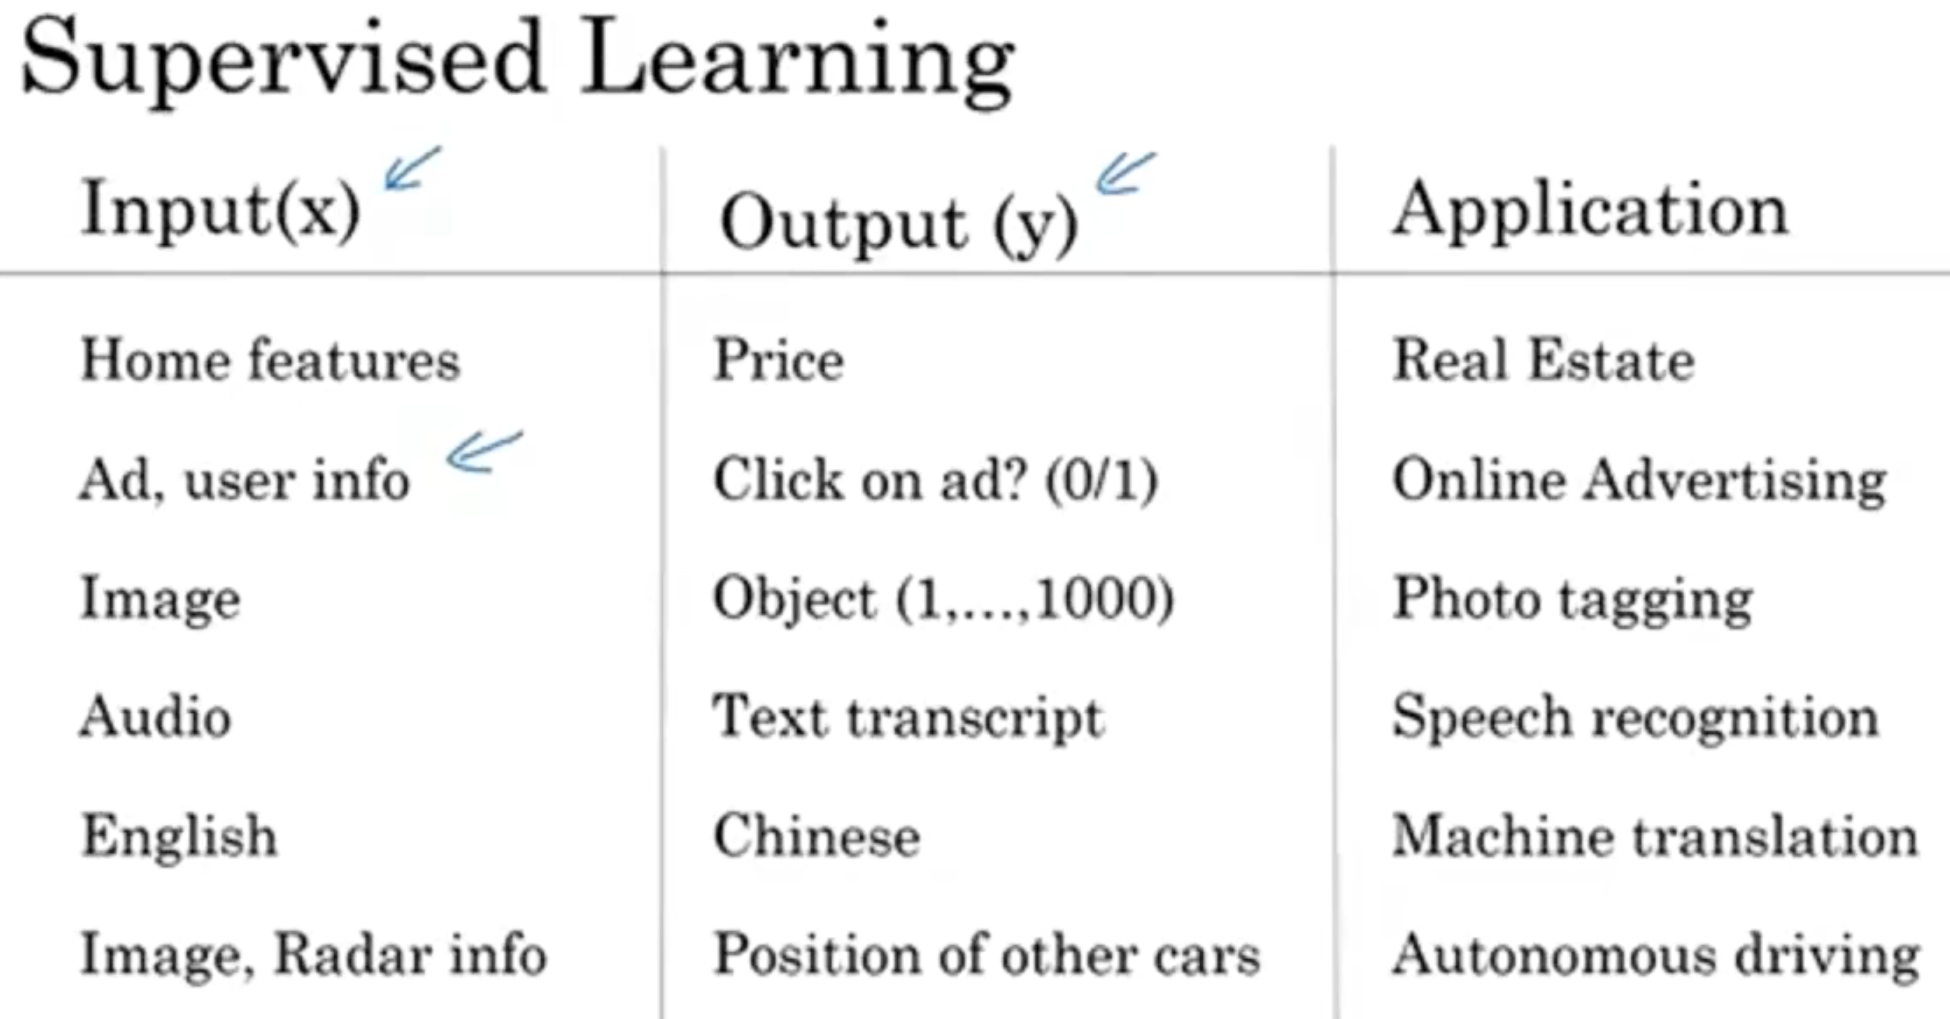 Supervised Learning
Input(x) Output (y) Application
Home features Price Real Estate
Ad, user info Click on ad? (0/1) Online Advertising
Image Object (1,...,1000) Photo tagging
Audio Text transcript Speech recognition
English Chinese Machine translation
Image, Radar info Position of other cars Autonomous driving